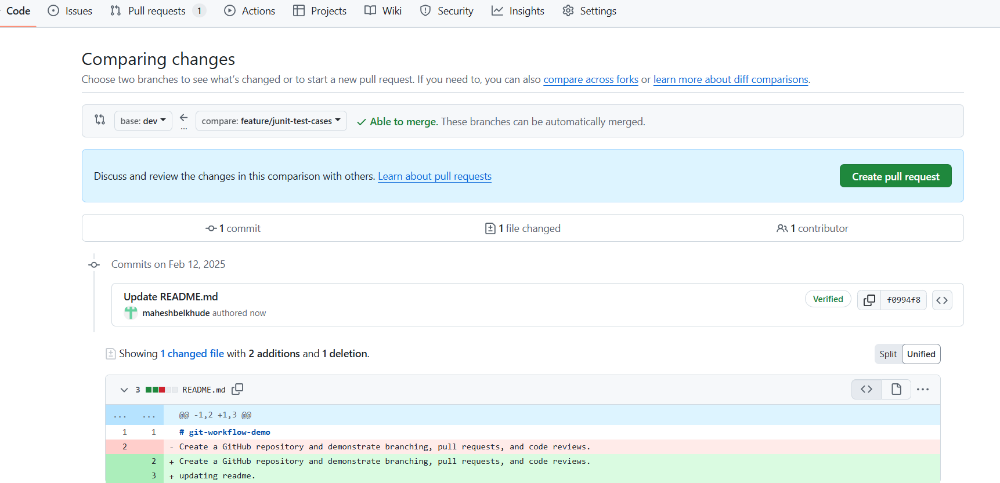 Code Issues Pull requests 1 Actions Projects Wiki Security Insights Settings
Comparing changes
Choose two branches to see what's changed or to start a new pull request. If you need to, you can also compare across forks or learn more about diff comparisons.
base: dev ... compare: feature/junit-test-cases Able to merge. These branches can be automatically merged.
Discuss and review the changes in this comparison with others. Learn about pull requests Create pull request
1 commit 1 file changed 1 contributor
Commits on Feb 12, 2025
Update README.md
Verified f0994f8
maheshbelkhude authored now
Showing 1 changed file with 2 additions and 1 deletion. Split Unified
3 README.md
... ... @@ -1,2 +1,3 @@
1 1 # git-workflow-demo
2 - Create a GitHub repository and demonstrate branching, pull requests, and code reviews.
2 + Create a GitHub repository and demonstrate branching, pull requests, and code reviews.
3 + updating readme.